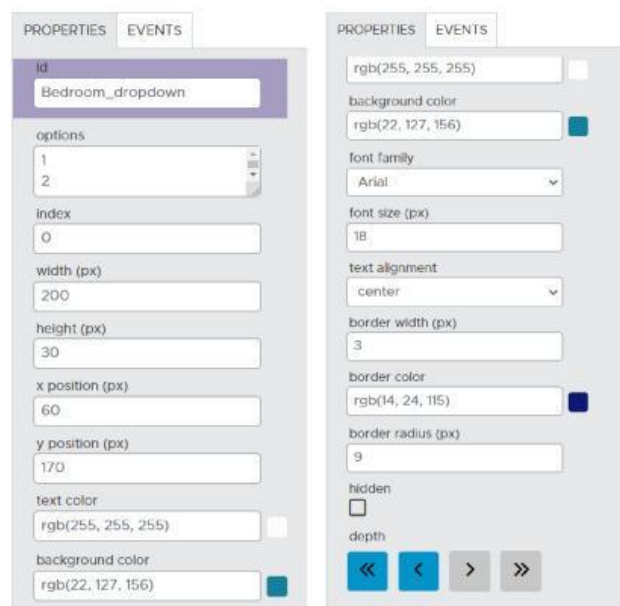 PROPERTIES EVENTS
id
Bedroom_dropdown
options
1
2
index
0
width (px)
200
height (px)
30
x position (px)
60
y position (px)
170
text color
rgb(255, 255, 255)
background color
rgb(22, 127, 156)
PROPERTIES EVENTS
rgb(255, 255, 255)
background color
rgb(22, 127, 156)
font family
Arial
font size (px)
18
text alignment
center
border width (px)
3
border color
rgb(14, 24, 115)
border radius (px)
9
hidden
depth